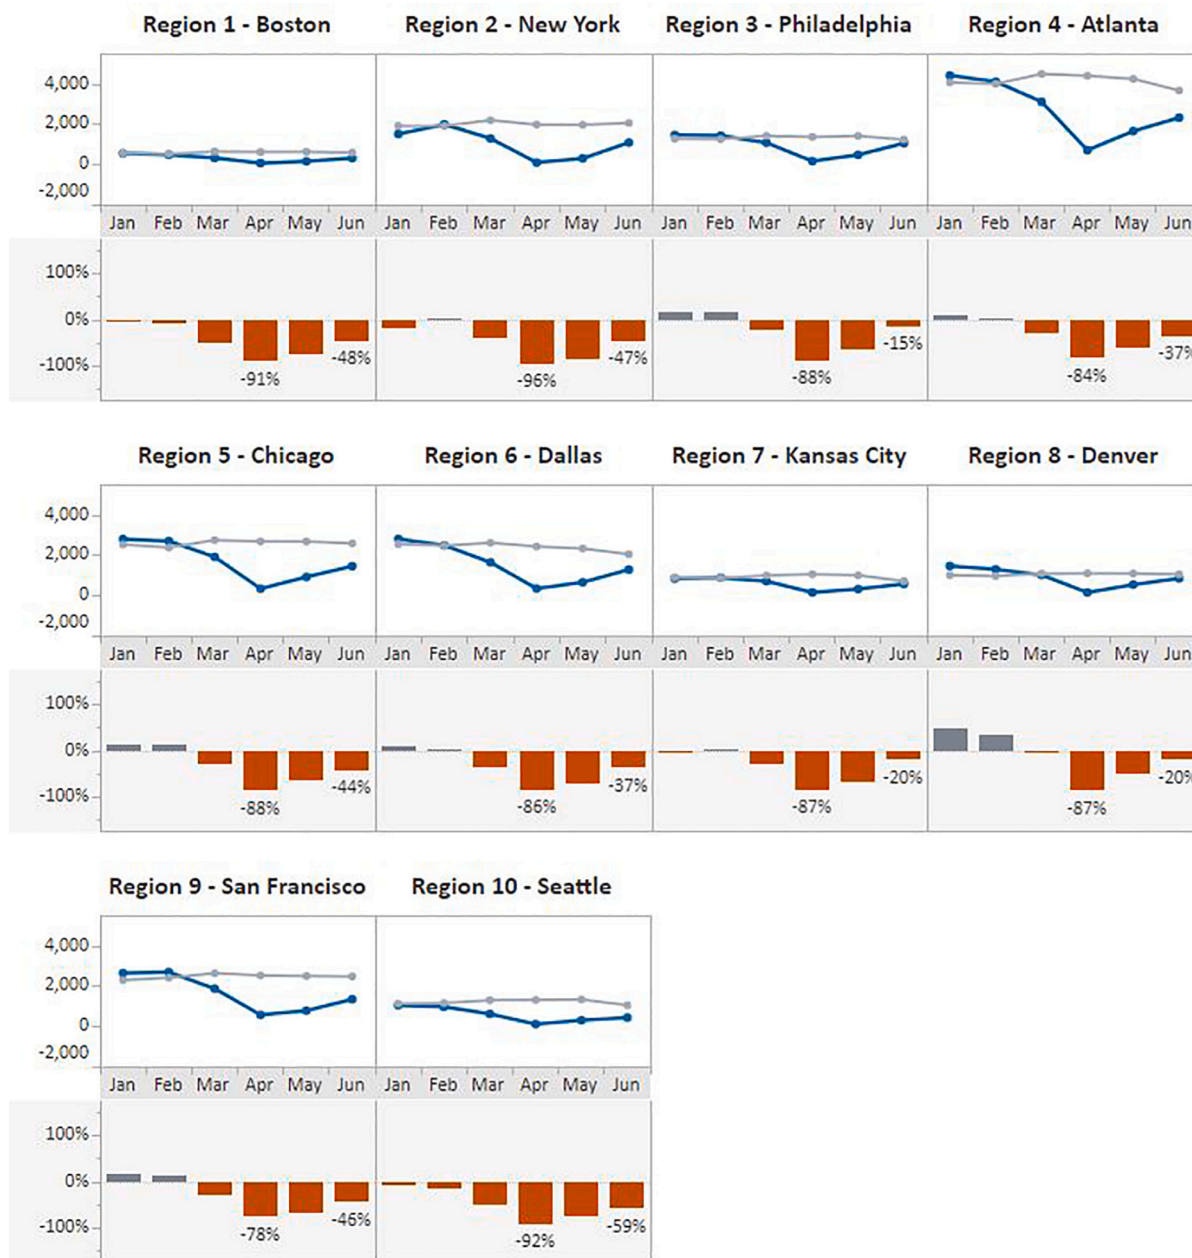 Region 1 - Boston Region 2 - New York Region 3 - Philadelphia Region 4 - Atlanta
4,000
2,000
0
-2,000
Jan Feb Mar Apr May Jun Jan Feb Mar Apr May Jun Jan Feb Mar Apr May Jun Jan Feb Mar Apr May Jun
100%
0%
-48% -47% -15% -37%
-100%
-91% -96% -88% -84%
Region 5 - Chicago Region 6 - Dallas Region 7 - Kansas City Region 8 - Denver
4,000
2,000
0
-2,000
Jan Feb Mar Apr May Jun Jan Feb Mar Apr May Jun Jan Feb Mar Apr May Jun Jan Feb Mar Apr May Jun
100%
0%
-44% -37% -20% -20%
-100%
-88% -86% -87% -87%
Region 9 - San Francisco Region 10 - Seattle
4,000
2,000
0
-2,000
Jan Feb Mar Apr May Jun Jan Feb Mar Apr May Jun
100%
0%
-46% -59%
-100%
-78% -92%